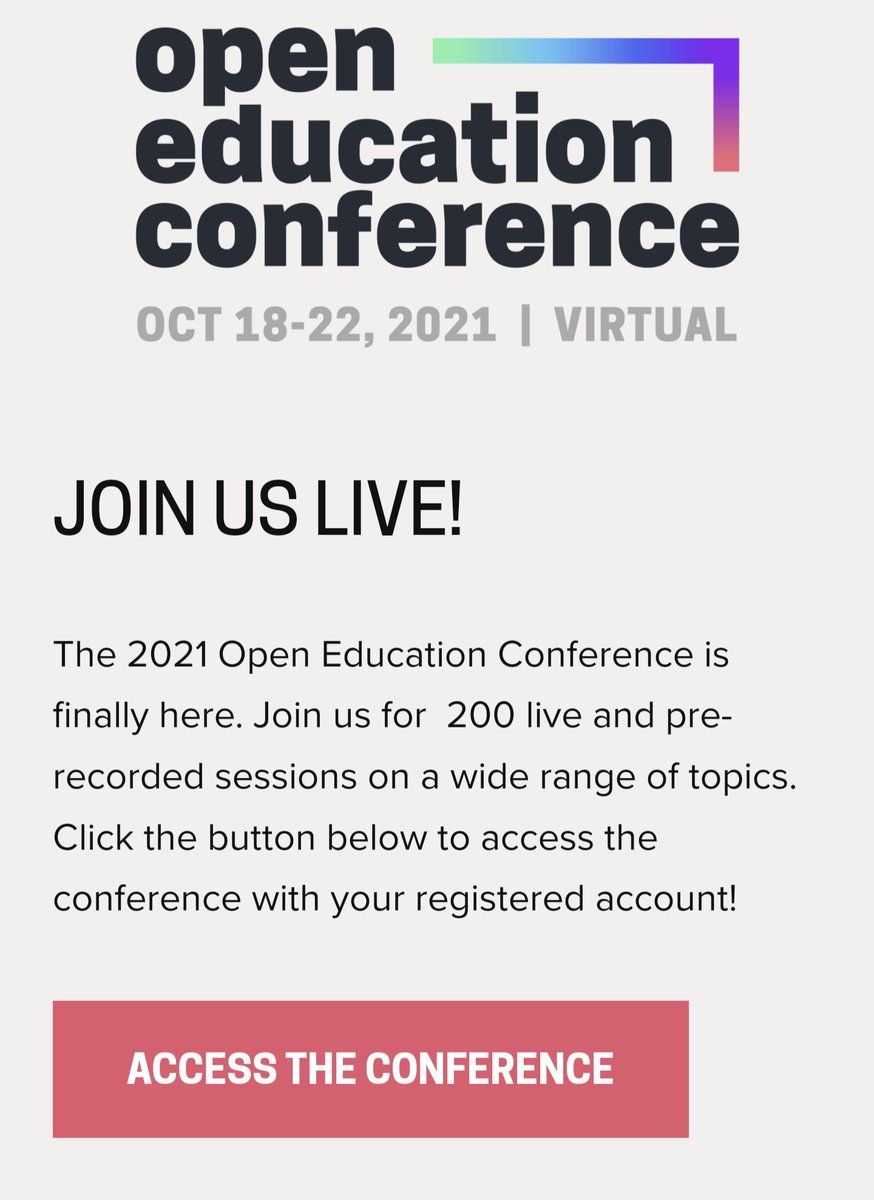 open
education
conference
OCT 18-22, 2021 | VIRTUAL
JOIN US LIVE!
The 2021 Open Education Conference is
finally here. Join us for  200 live and pre-
recorded sessions on a wide range of topics.
Click the button below to access the
conference with your registered account!
ACCESS THE CONFERENCE